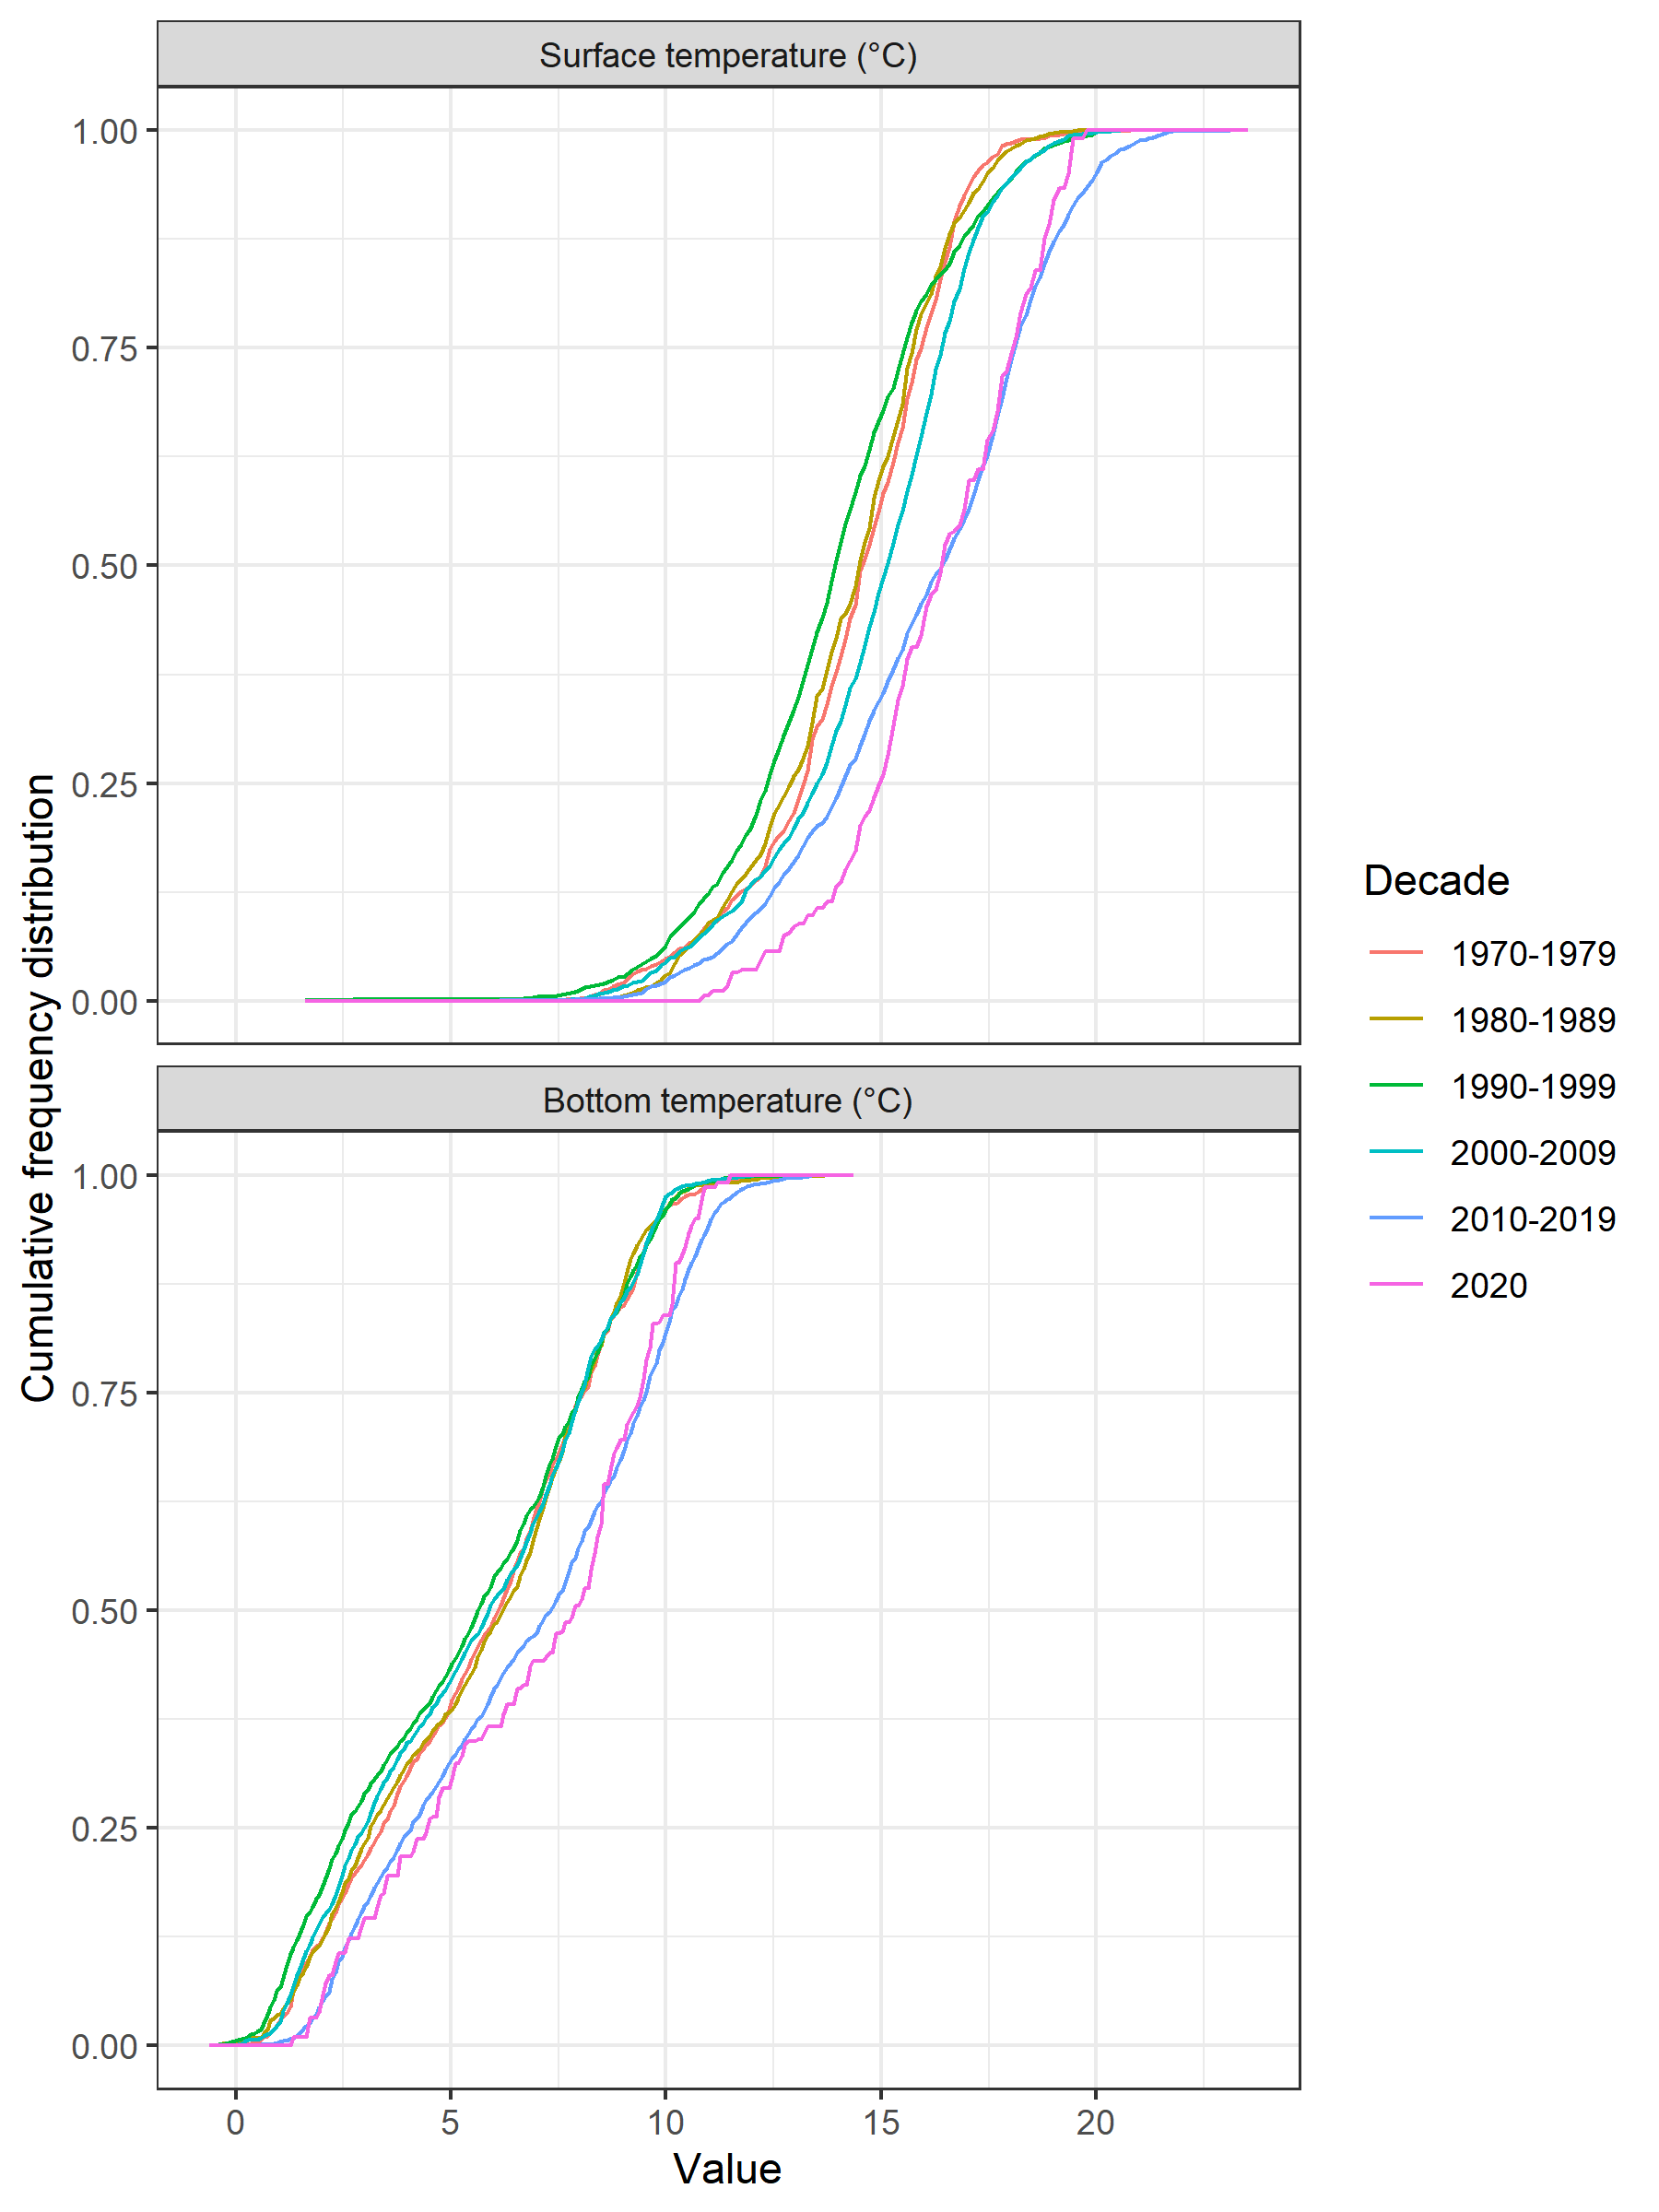 Surface temperature (°C)
1.00
0.75
0.50
0.25
0.00
Bottom temperature (°C)
1.00
0.75
0.50
0.25
0.00
0 5 10 15 20
Value
Cumulative frequency distribution
Decade
1970-1979
1980-1989
1990-1999
2000-2009
2010-2019
2020